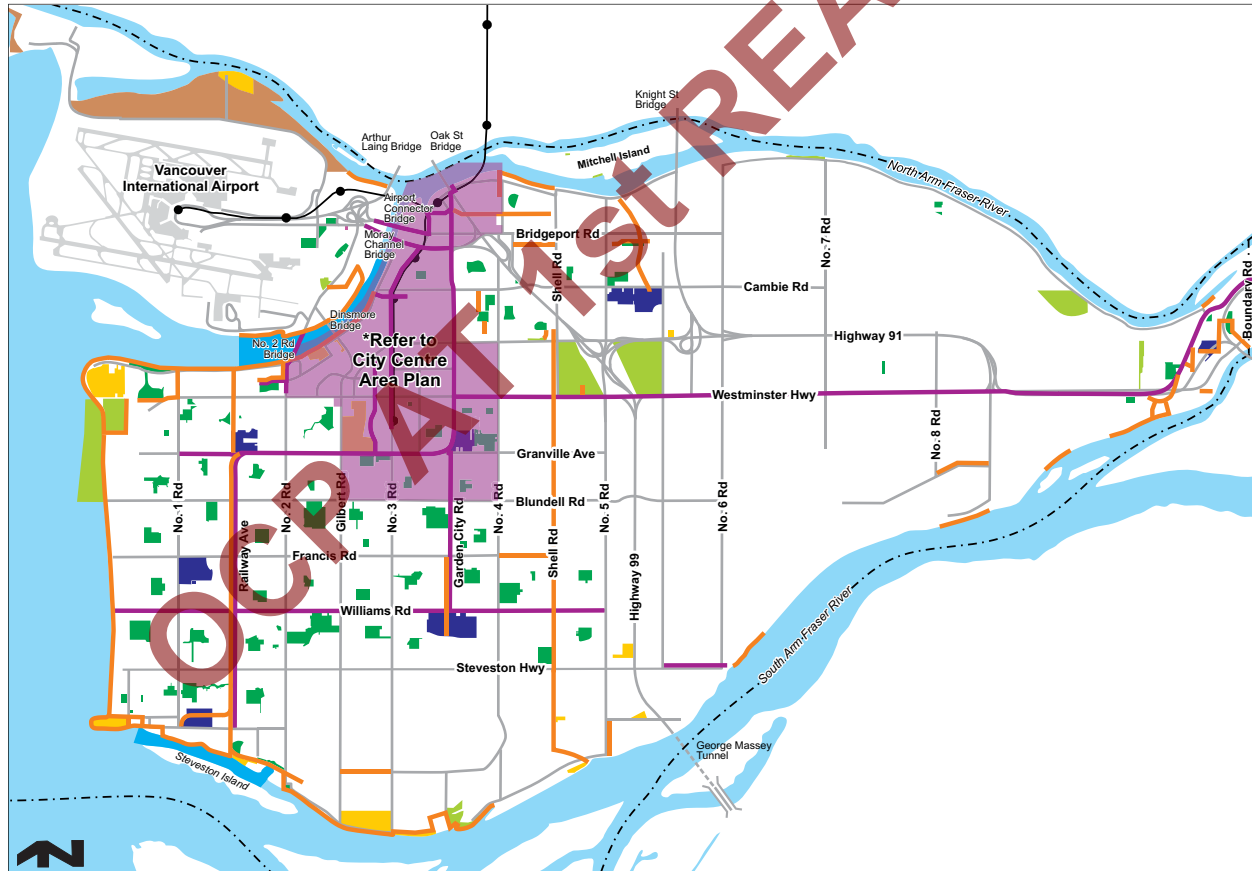 Knight St
Bridge
Arthur
Laing Bridge
Oak St
Bridge
Mitchell Island
Vancouver
International Airport
North Arm Fraser River
Airport
Connector
Bridge
Moray
Channel
Bridge
Bridgeport Rd
No. 7 Rd
Shell Rd
Boundary Rd
Cambie Rd
Dinsmore
Bridge
No. 2 Rd
Bridge
*Refer to
City Centre
Area Plan
Highway 91
Westminster Hwy
No. 8 Rd
Granville Ave
Blundell Rd
No. 1 Rd
Railway Ave
No. 2 Rd
Gilbert Rd
No. 3 Rd
Garden City Rd
No. 4 Rd
Shell Rd
No. 5 Rd
Highway 99
No. 6 Rd
Francis Rd
Williams Rd
South Arm Fraser River
Steveston Hwy
George Massey
Tunnel
Steveston Island
N
OCP AT 1st REA